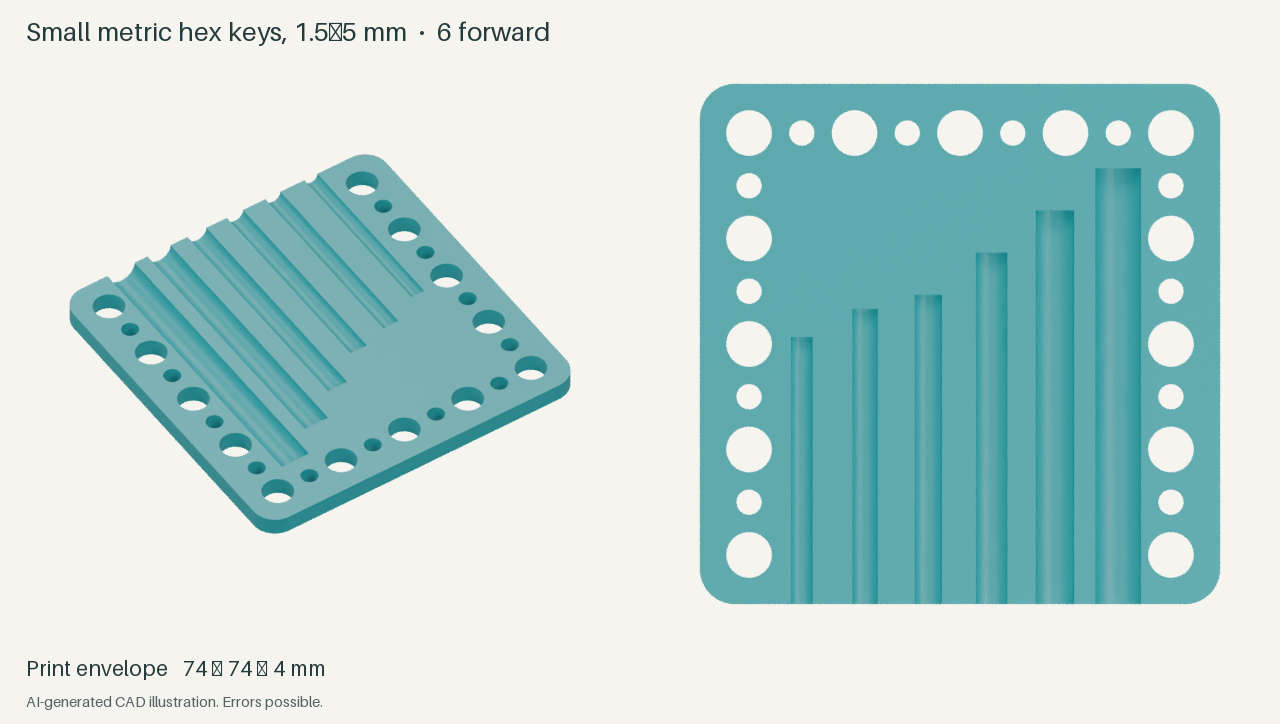 Small metric hex keys, 1.5▯5 mm · 6 forward
Print envelope 74 ▯ 74 ▯ 4 mm
AI-generated CAD illustration. Errors possible.